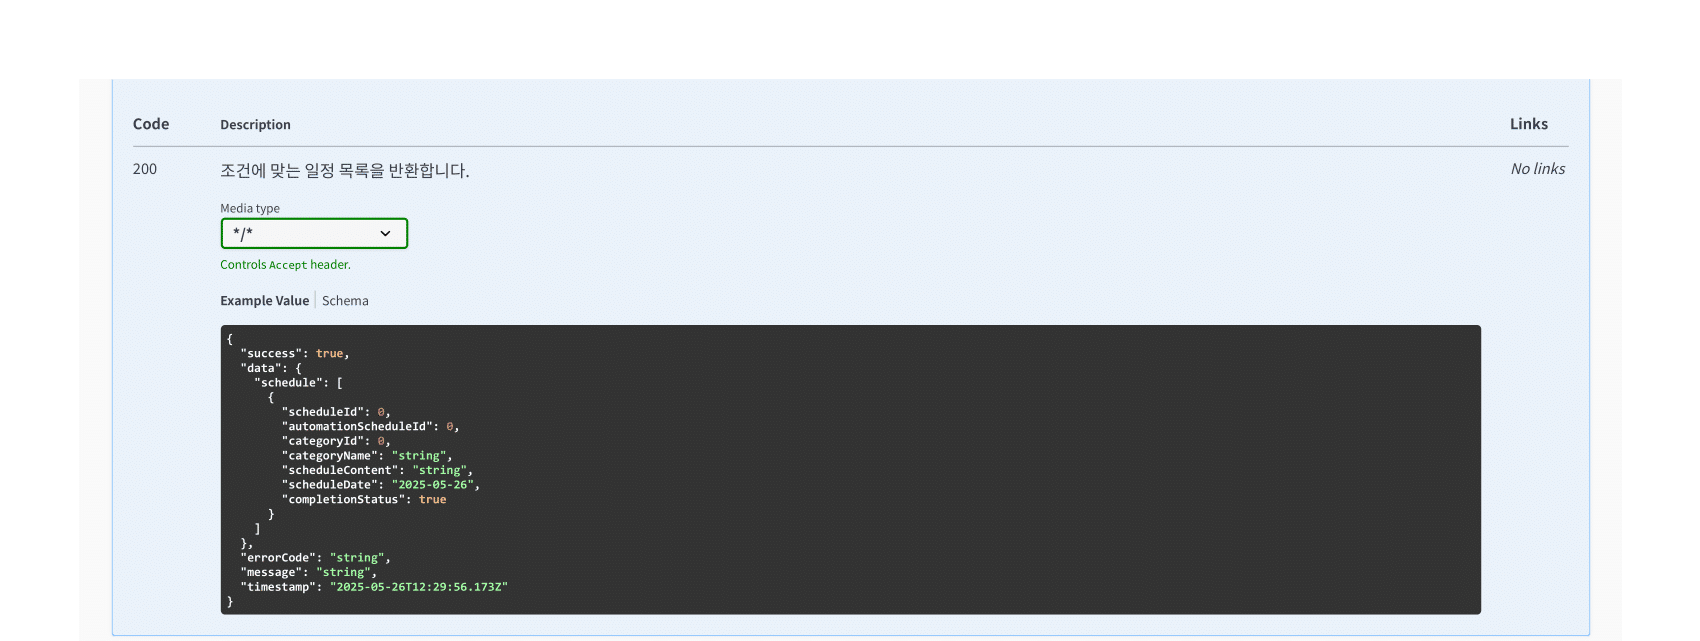 Code Description Links
200 조건에 맞는 일정 목록을 반환합니다. No links
Media type
*/*
Controls Accept header.
Example Value Schema
{
  "success": true,
  "data": {
    "schedule": [
      {
        "scheduleId": 0,
        "automationScheduleId": 0,
        "categoryId": 0,
        "categoryName": "string",
        "scheduleContent": "string",
        "scheduleDate": "2025-05-26",
        "completionStatus": true
      }
    ]
  },
  "errorCode": "string",
  "message": "string",
  "timestamp": "2025-05-26T12:29:56.173Z"
}